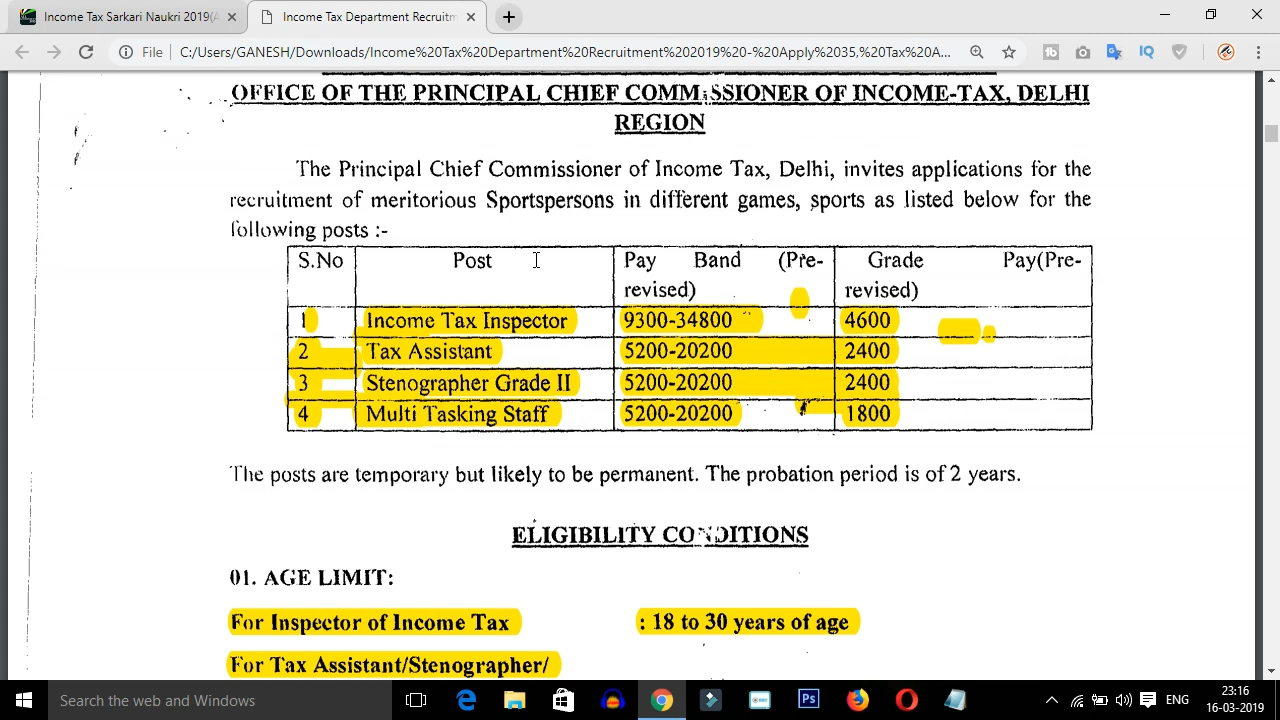 Income Tax Sarkari Naukri 2019(A
Income Tax Department Recruitm
File C:/Users/GANESH/Downloads/Income%20Tax%20Department%20Recruitment%202019%20-%20Apply%2035,%20Tax%20A...
OFFICE OF THE PRINCIPAL CHIEF COMMISSIONER OF INCOME-TAX, DELHI
REGION
The Principal Chief Commissioner of Income Tax, Delhi, invites applications for the
recruitment of meritorious Sportspersons in different games, sports as listed below for the
following posts :-
S.No Post Pay Band (Pre- Grade Pay(Pre-
revised) revised)
1 Income Tax Inspector 9300-34800 4600
2 Tax Assistant 5200-20200 2400
3 Stenographer Grade II 5200-20200 2400
4 Multi Tasking Staff 5200-20200 1800
The posts are temporary but likely to be permanent. The probation period is of 2 years.
ELIGIBILITY CONDITIONS
01. AGE LIMIT:
For Inspector of Income Tax : 18 to 30 years of age
For Tax Assistant/Stenographer/
Search the web and Windows
ENG
23:16
16-03-2019